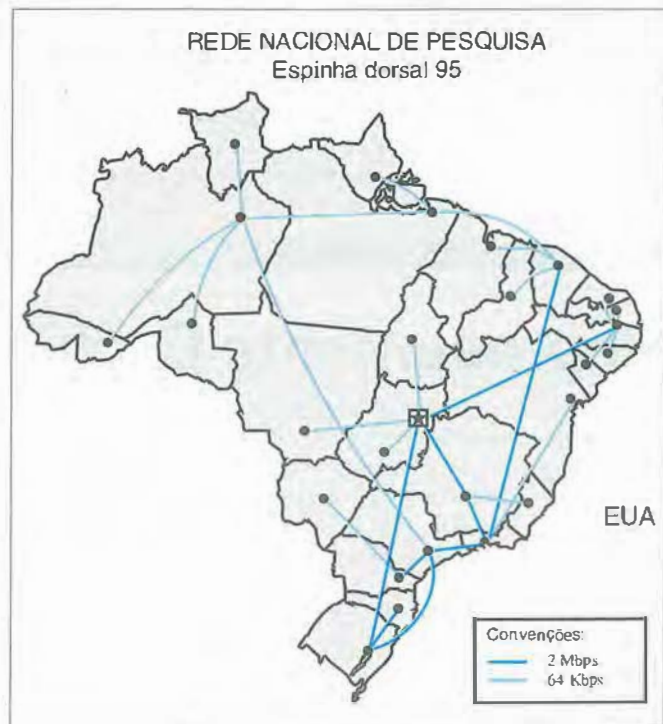 REDE NACIONAL DE PESQUISA
Espinha dorsal 95
EUA
Convenções:
2 Mbps
64 Kbps